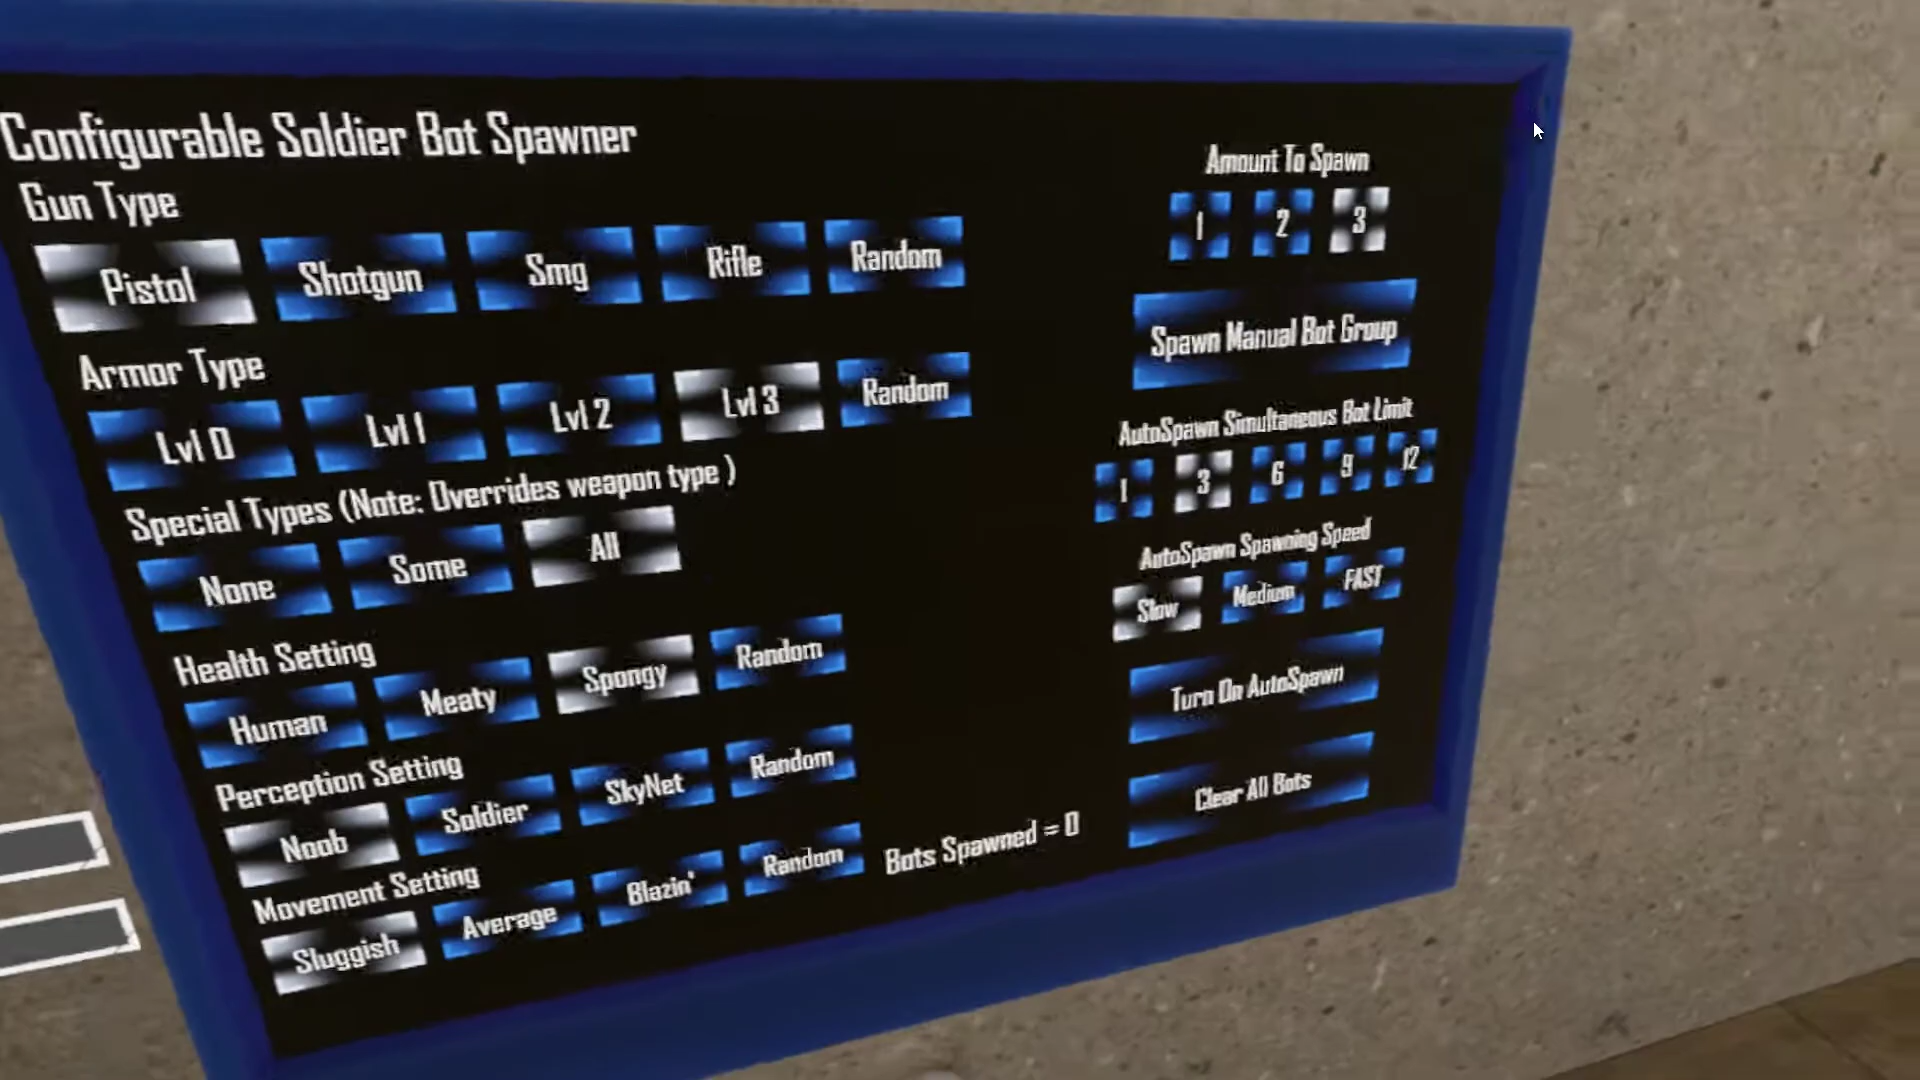 Configurable Soldier Bot Spawner
Gun Type
Pistol Shotgun Smg Rifle Random
Armor Type
Lvl 0 Lvl 1 Lvl 2 Lvl 3 Random
Special Types (Note: Overrides weapon type )
None Some All
Health Setting
Human Meaty Spongy Random
Perception Setting
Noob Soldier SkyNet Random
Movement Setting
Sluggish Average Blazin' Random
Bots Spawned = 0
Amount To Spawn
1 2 3
Spawn Manual Bot Group
AutoSpawn Simultaneous Bot Limit
1 3 6 9 12
AutoSpawn Spawning Speed
Slow Medium FAST
Turn On AutoSpawn
Clear All Bots